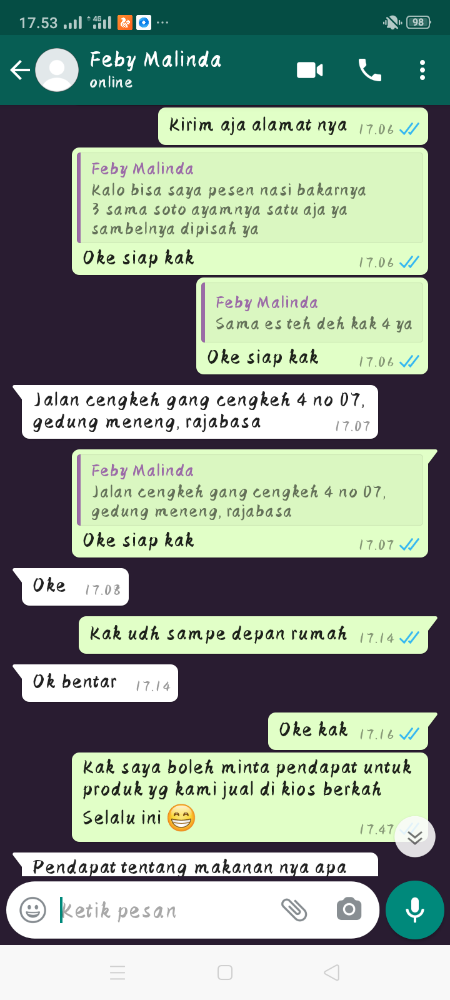 17.53 4G 98
Feby Malinda
online
Kirim aja alamat nya 17.06
Feby Malinda
Kalo bisa saya pesen nasi bakarnya
3 sama soto ayamnya satu aja ya
sambelnya dipisah ya
Oke siap kak 17.06
Feby Malinda
Sama es teh deh kak 4 ya
Oke siap kak 17.06
Jalan cengkeh gang cengkeh 4 no 07,
gedung meneng, rajabasa 17.07
Feby Malinda
Jalan cengkeh gang cengkeh 4 no 07,
gedung meneng, rajabasa
Oke siap kak 17.07
Oke 17.08
Kak udh sampe depan rumah 17.14
Ok bentar 17.14
Oke kak 17.16
Kak saya boleh minta pendapat untuk
produk yg kami jual di kios berkah
Selalu ini 😁 17.47
Pendapat tentang makanan nya apa
Ketik pesan